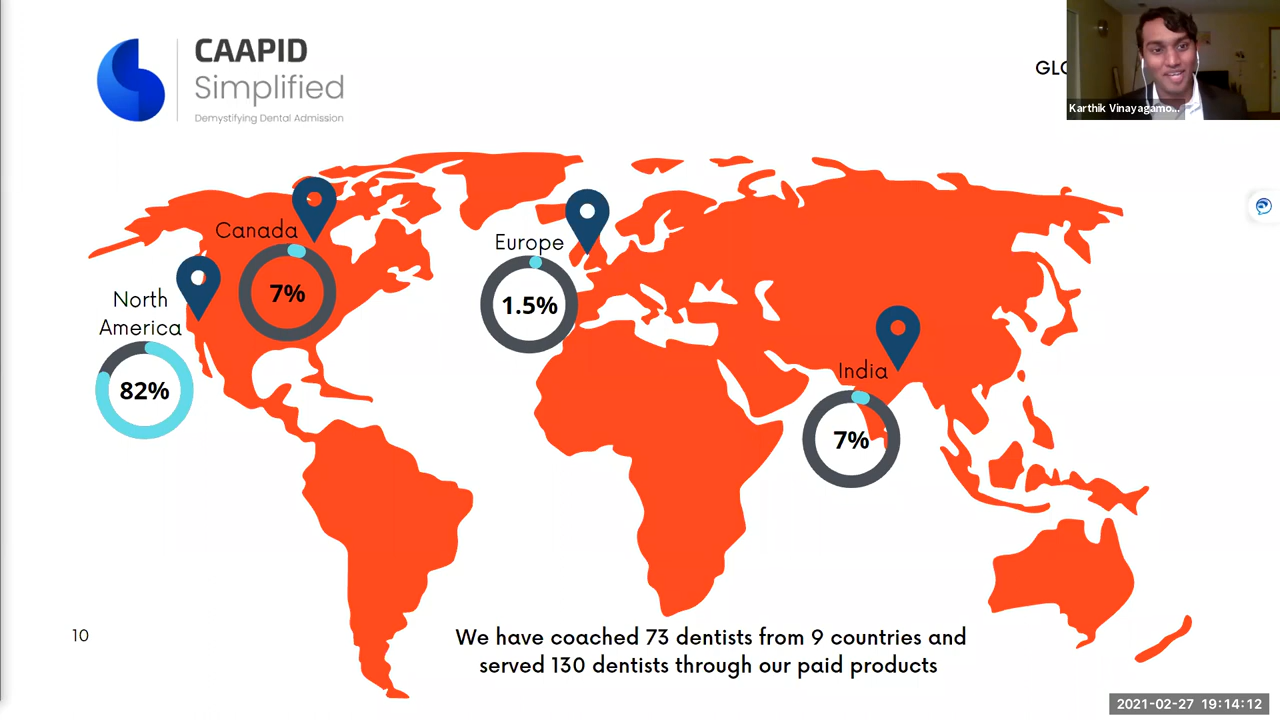 CAAPID
Simplified
Demystifying Dental Admission
GLO
Karthik Vinayagamo...
Canada
7%
Europe
1.5%
North
America
82%
India
7%
10
We have coached 73 dentists from 9 countries and
served 130 dentists through our paid products
2021-02-27 19:14:12